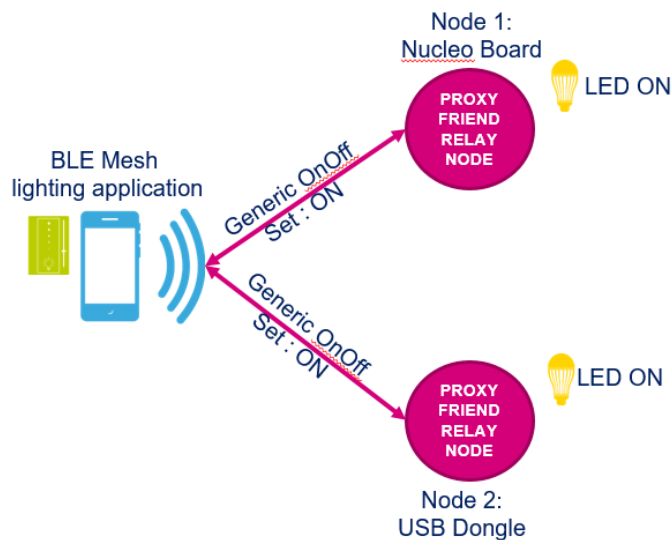 Node 1:
Nucleo Board
LED ON
PROXY
FRIEND
RELAY
NODE
BLE Mesh
lighting application
Generic OnOff
Set : ON
Generic OnOff
Set : ON
LED ON
PROXY
FRIEND
RELAY
NODE
Node 2:
USB Dongle